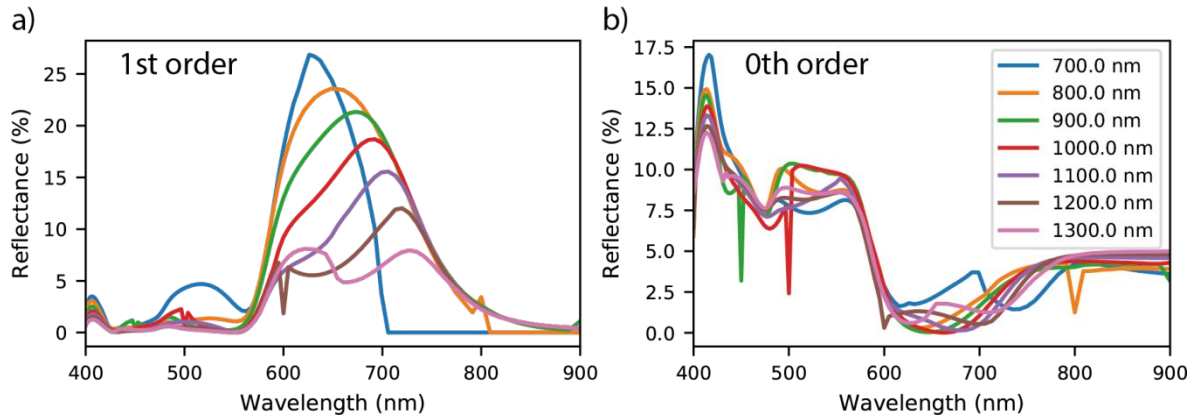 a)
1st order
Reflectance (%)
25
20
15
10
5
0
400 500 600 700 800 900
Wavelength (nm)
b)
0th order
Reflectance (%)
17.5
15.0
12.5
10.0
7.5
5.0
2.5
0.0
400 500 600 700 800 900
Wavelength (nm)
700.0 nm
800.0 nm
900.0 nm
1000.0 nm
1100.0 nm
1200.0 nm
1300.0 nm